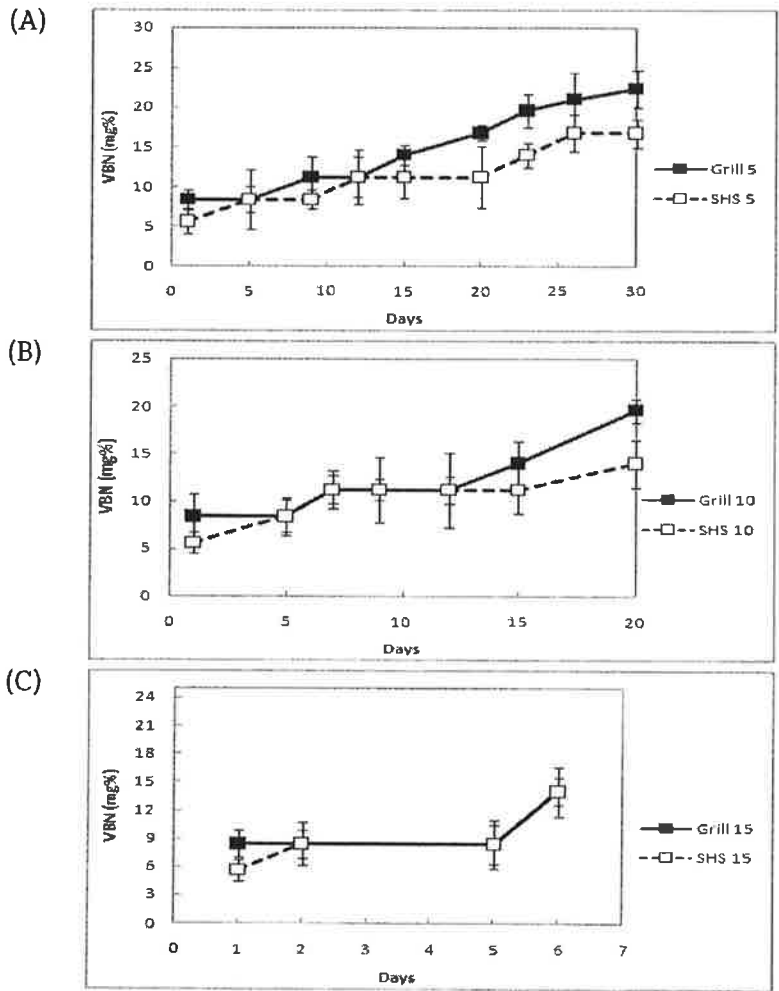 (A)
30
25
20
15
10
5
0
VBN (mg%)
0 5 10 15 20 25 30
Days
Grill 5
SHS 5
(B)
25
20
15
10
5
0
VBN (mg%)
0 5 10 15 20
Days
Grill 10
SHS 10
(C)
24
21
18
15
12
9
6
3
0
VBN (mg%)
0 1 2 3 4 5 6 7
Days
Grill 15
SHS 15